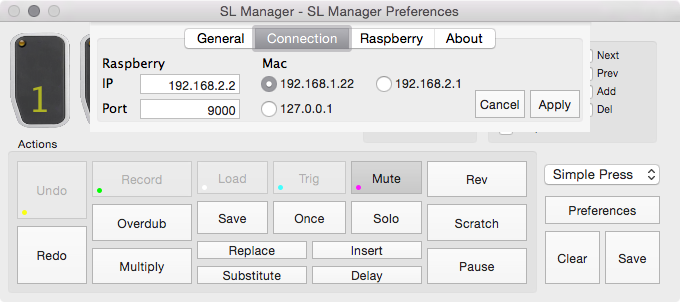 SL Manager - SL Manager Preferences
General Connection Raspberry About
Raspberry Mac
IP 192.168.2.2 192.168.1.22 192.168.2.1
Port 9000 127.0.0.1 Cancel Apply
Next
Prev
Add
Del
1
Actions
Undo Record Load Trig Mute Rev Simple Press
Overdub Save Once Solo Scratch Preferences
Redo Multiply Replace Insert Pause Clear Save
Substitute Delay